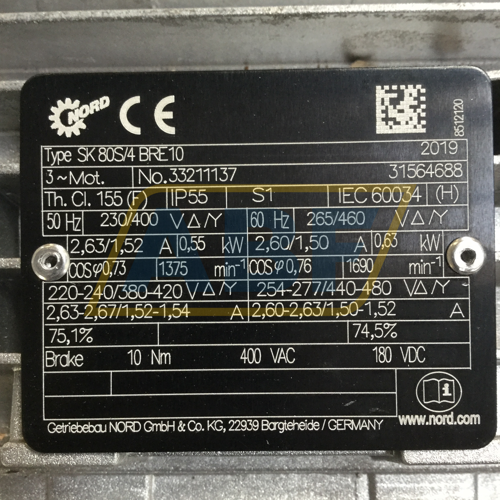 NORD CE
8512120
Type SK 80S/4 BRE10 2019
3~Mot. No.33211137 31564688
Th. Cl. 155 (F) IP55 S1 IEC 60034 (H)
50 Hz 230/400 V Δ/Y 60 Hz 265/460 V Δ/Y
2,63/1,52 A 0,55 kW 2,60/1,50 A 0,63 kW
COSφ0,73 1375 min⁻¹ COSφ0,76 1690 min⁻¹
220-240/380-420 V Δ/Y 254-277/440-480 V Δ/Y
2,63-2,67/1,52-1,54 A 2,60-2,63/1,50-1,52 A
75,1% 74,5%
Brake 10 Nm 400 VAC 180 VDC
i
Getriebebau NORD GmbH & Co. KG, 22939 Bargteheide / GERMANY www.nord.com